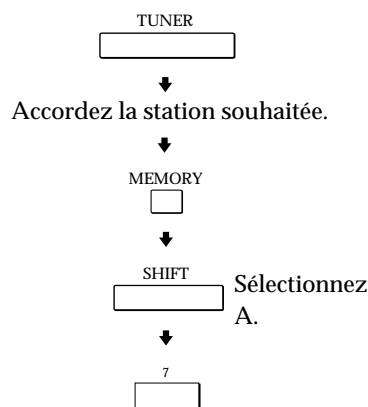 TUNER
Accordez la station souhaitée.
MEMORY
SHIFT
Sélectionnez
A.
7